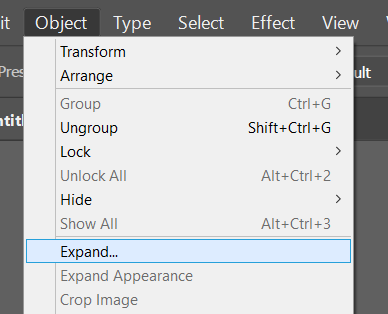 it Object Type Select Effect View
Pres
ult
ntitl
Transform
Arrange
Group Ctrl+G
Ungroup Shift+Ctrl+G
Lock
Unlock All Alt+Ctrl+2
Hide
Show All Alt+Ctrl+3
Expand...
Expand Appearance
Crop Image